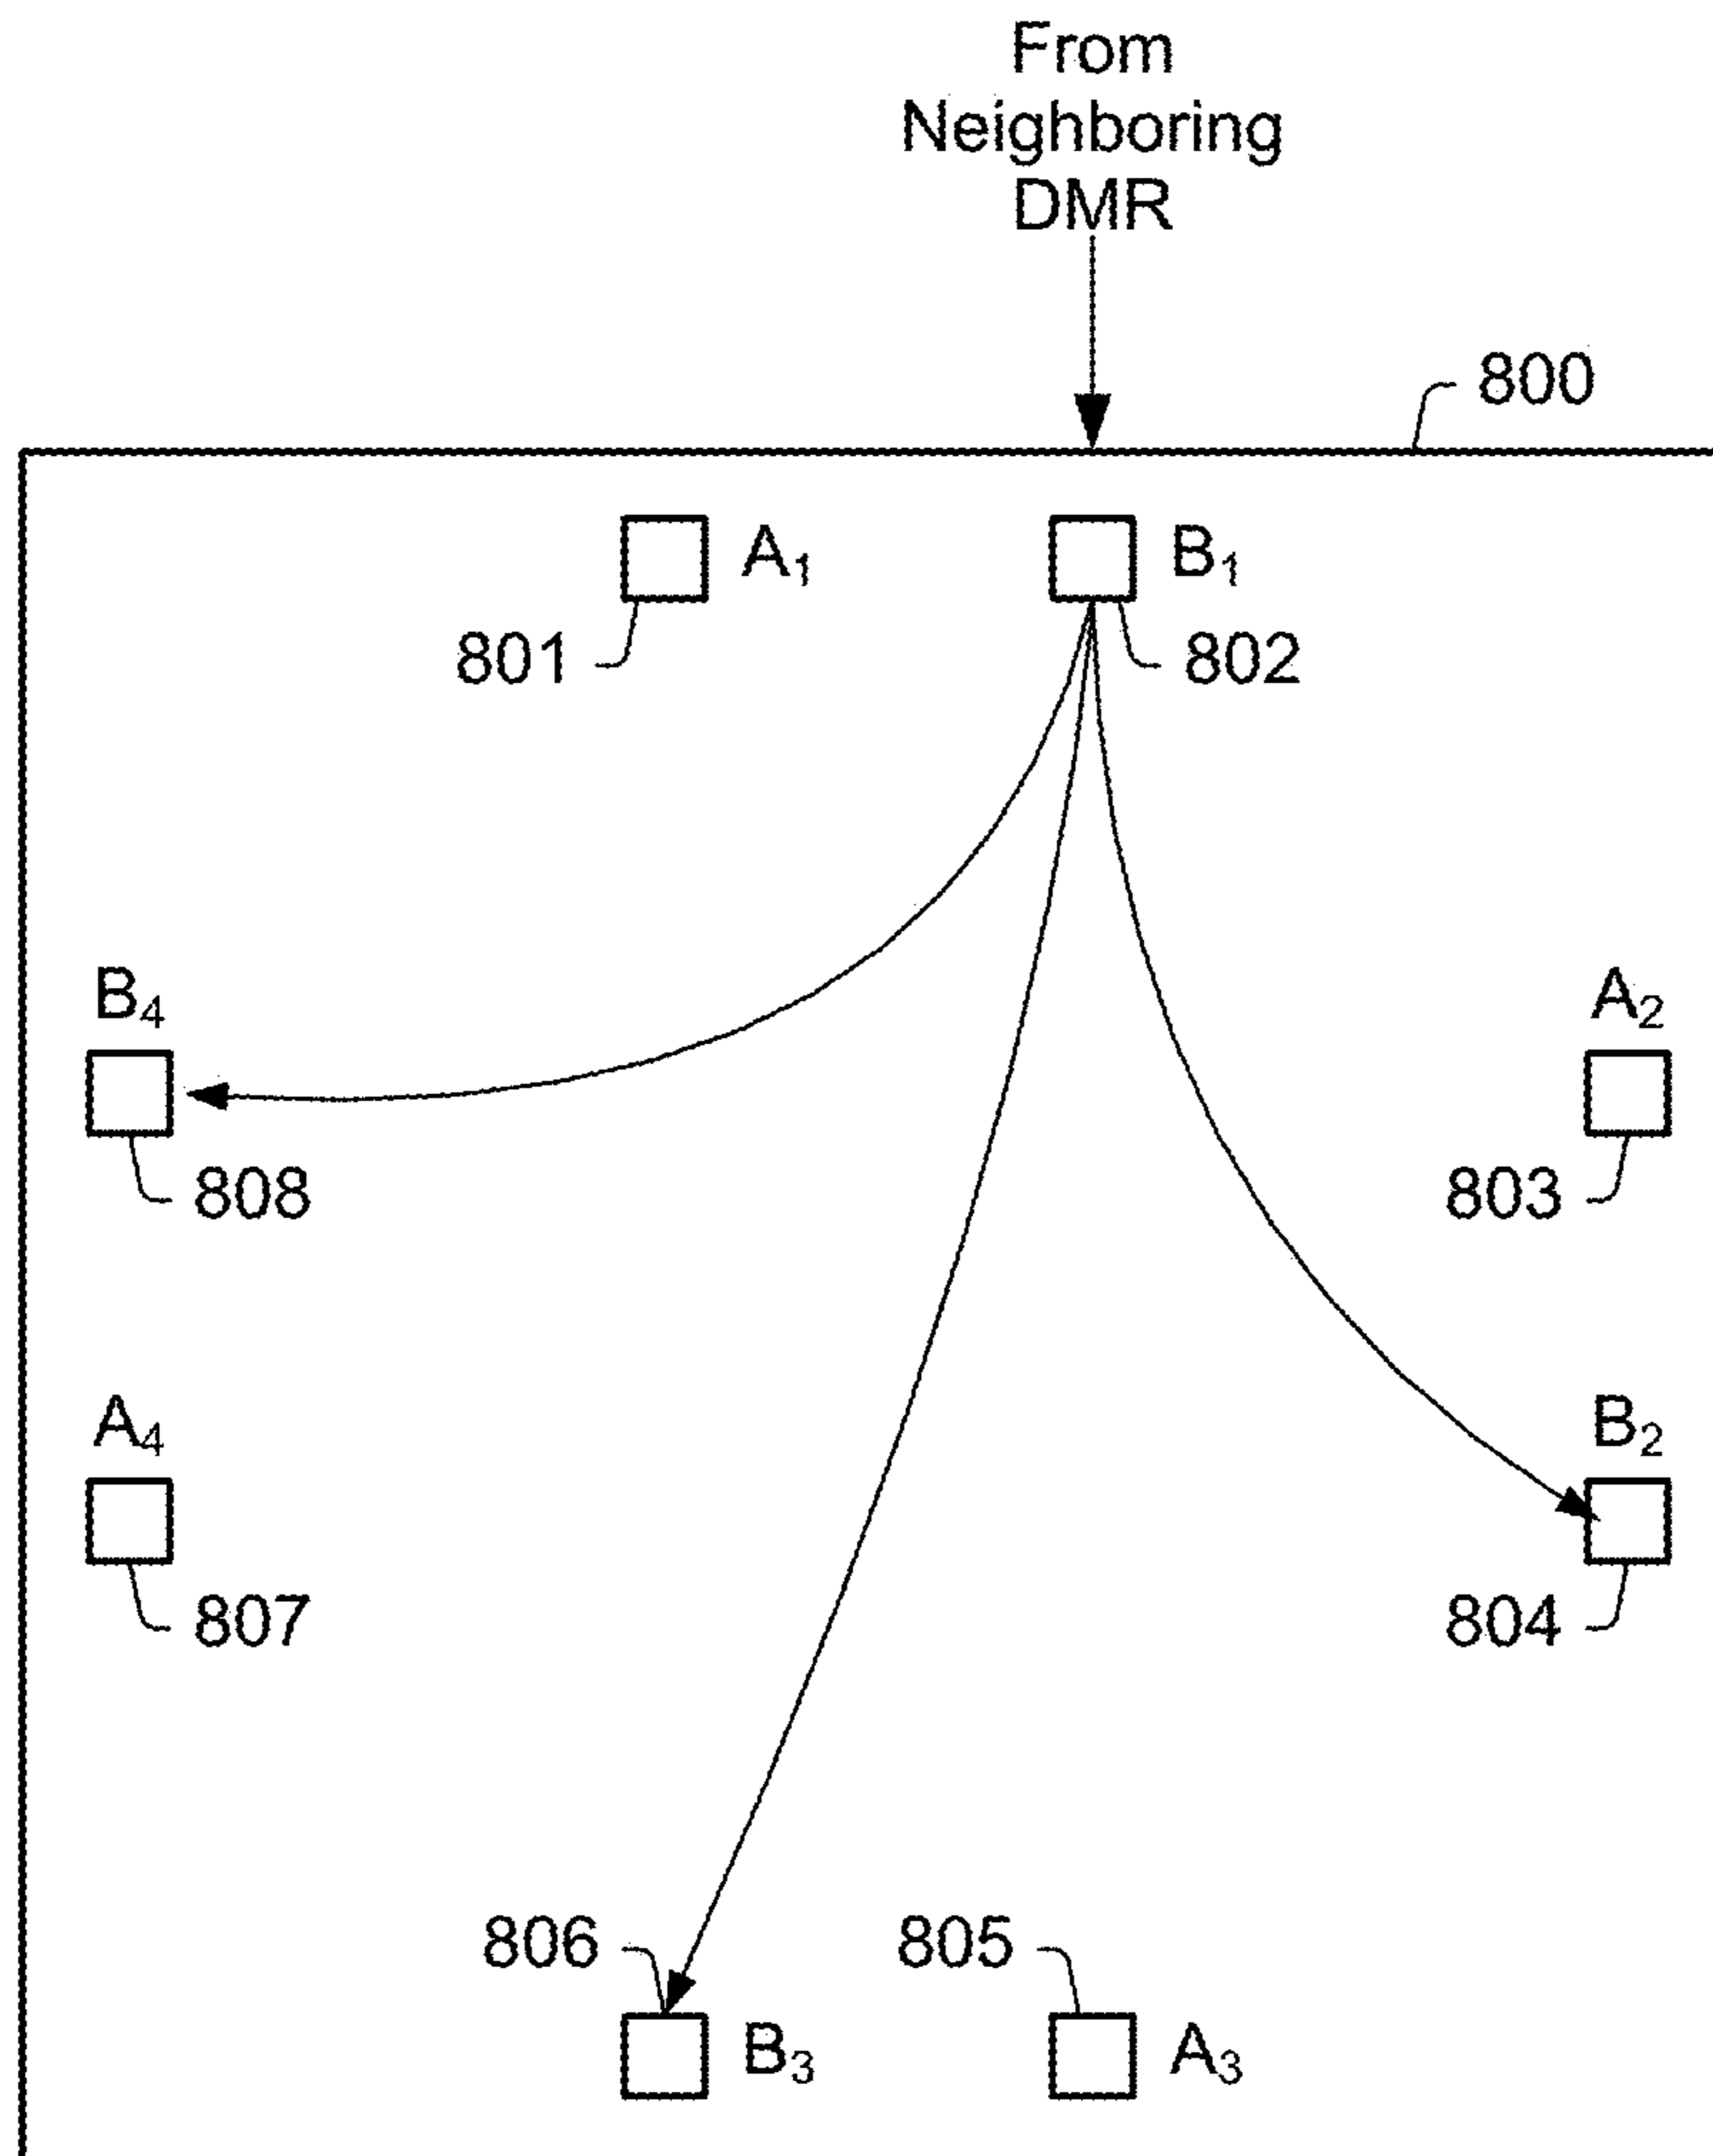 From
Neighboring
DMR
800
A₁
B₁
801
802
B₄
A₂
808
803
A₄
B₂
807
804
806
805
B₃
A₃